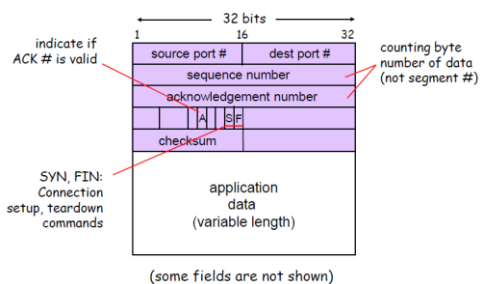 32 bits
1 16 32
indicate if
ACK # is valid
source port # dest port #
sequence number
acknowledgement number
A S F
checksum
counting byte
number of data
(not segment #)
SYN, FIN:
Connection
setup, teardown
commands
application
data
(variable length)
(some fields are not shown)